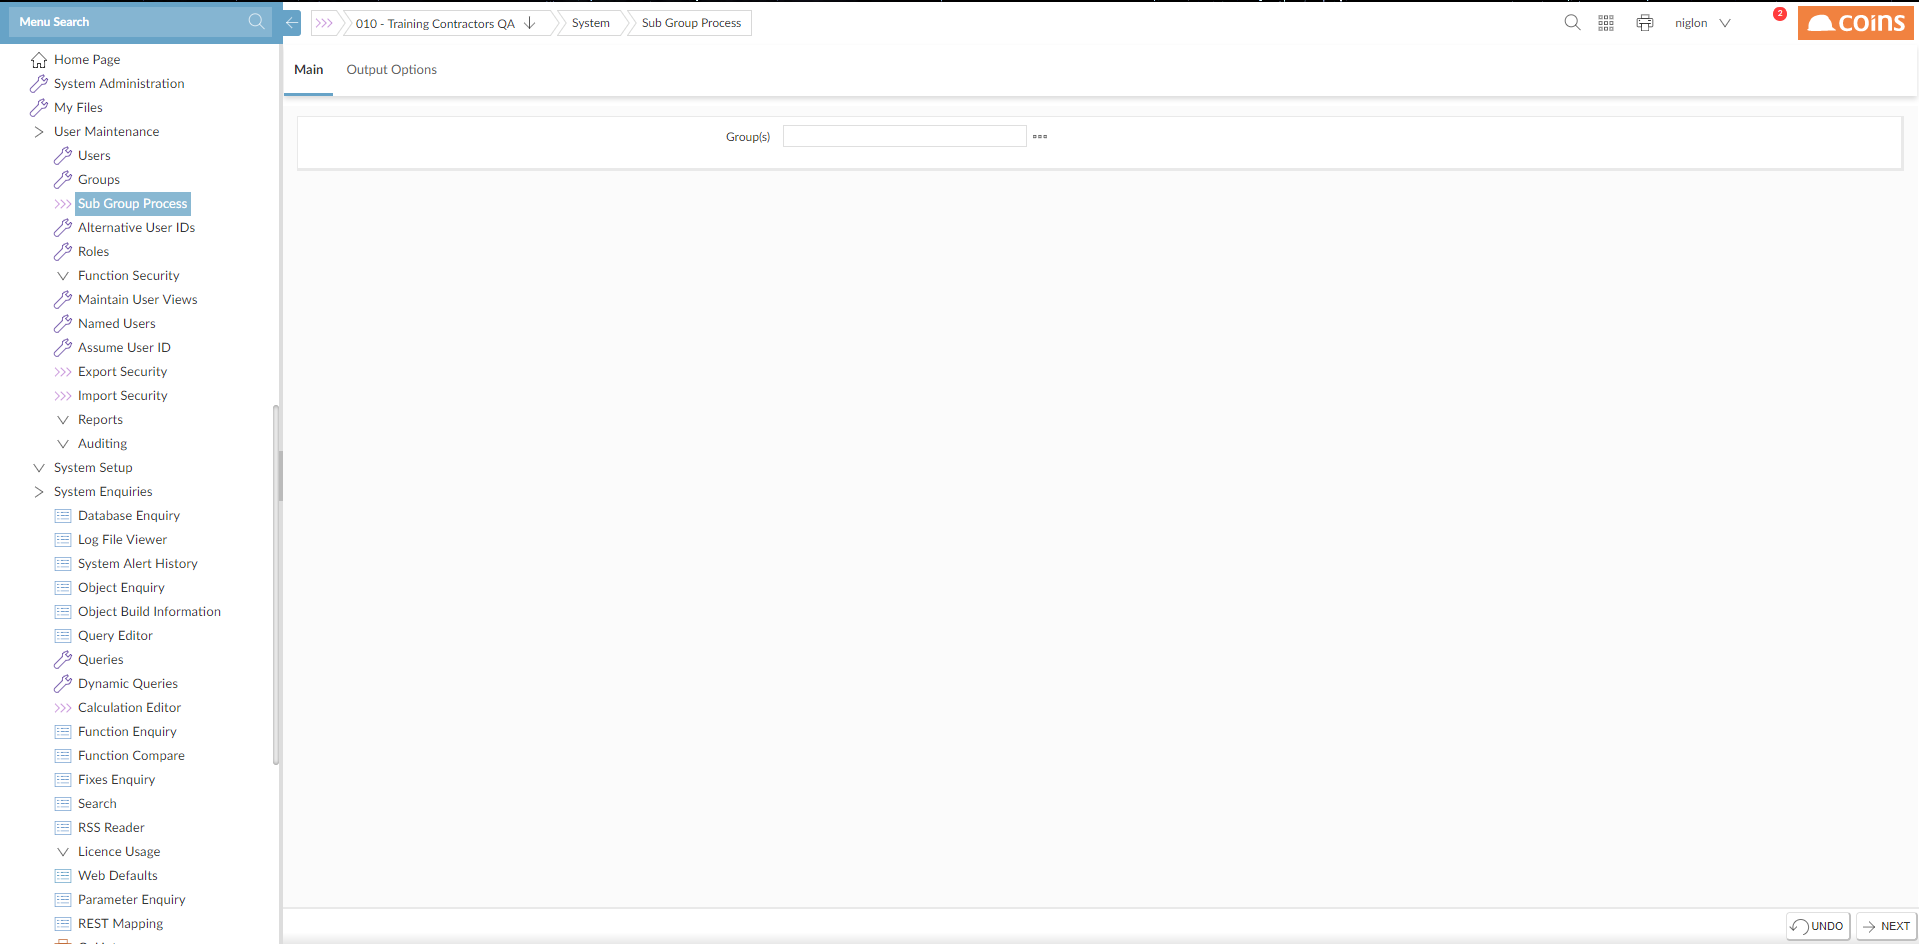 Menu Search
010 - Training Contractors QA
System
Sub Group Process
niglon
2
coins
Main
Output Options
Home Page
System Administration
My Files
User Maintenance
Users
Groups
Sub Group Process
Alternative User IDs
Roles
Function Security
Maintain User Views
Named Users
Assume User ID
Export Security
Import Security
Reports
Auditing
System Setup
System Enquiries
Database Enquiry
Log File Viewer
System Alert History
Object Enquiry
Object Build Information
Query Editor
Queries
Dynamic Queries
Calculation Editor
Function Enquiry
Function Compare
Fixes Enquiry
Search
RSS Reader
Licence Usage
Web Defaults
Parameter Enquiry
REST Mapping
Group(s)
UNDO
NEXT